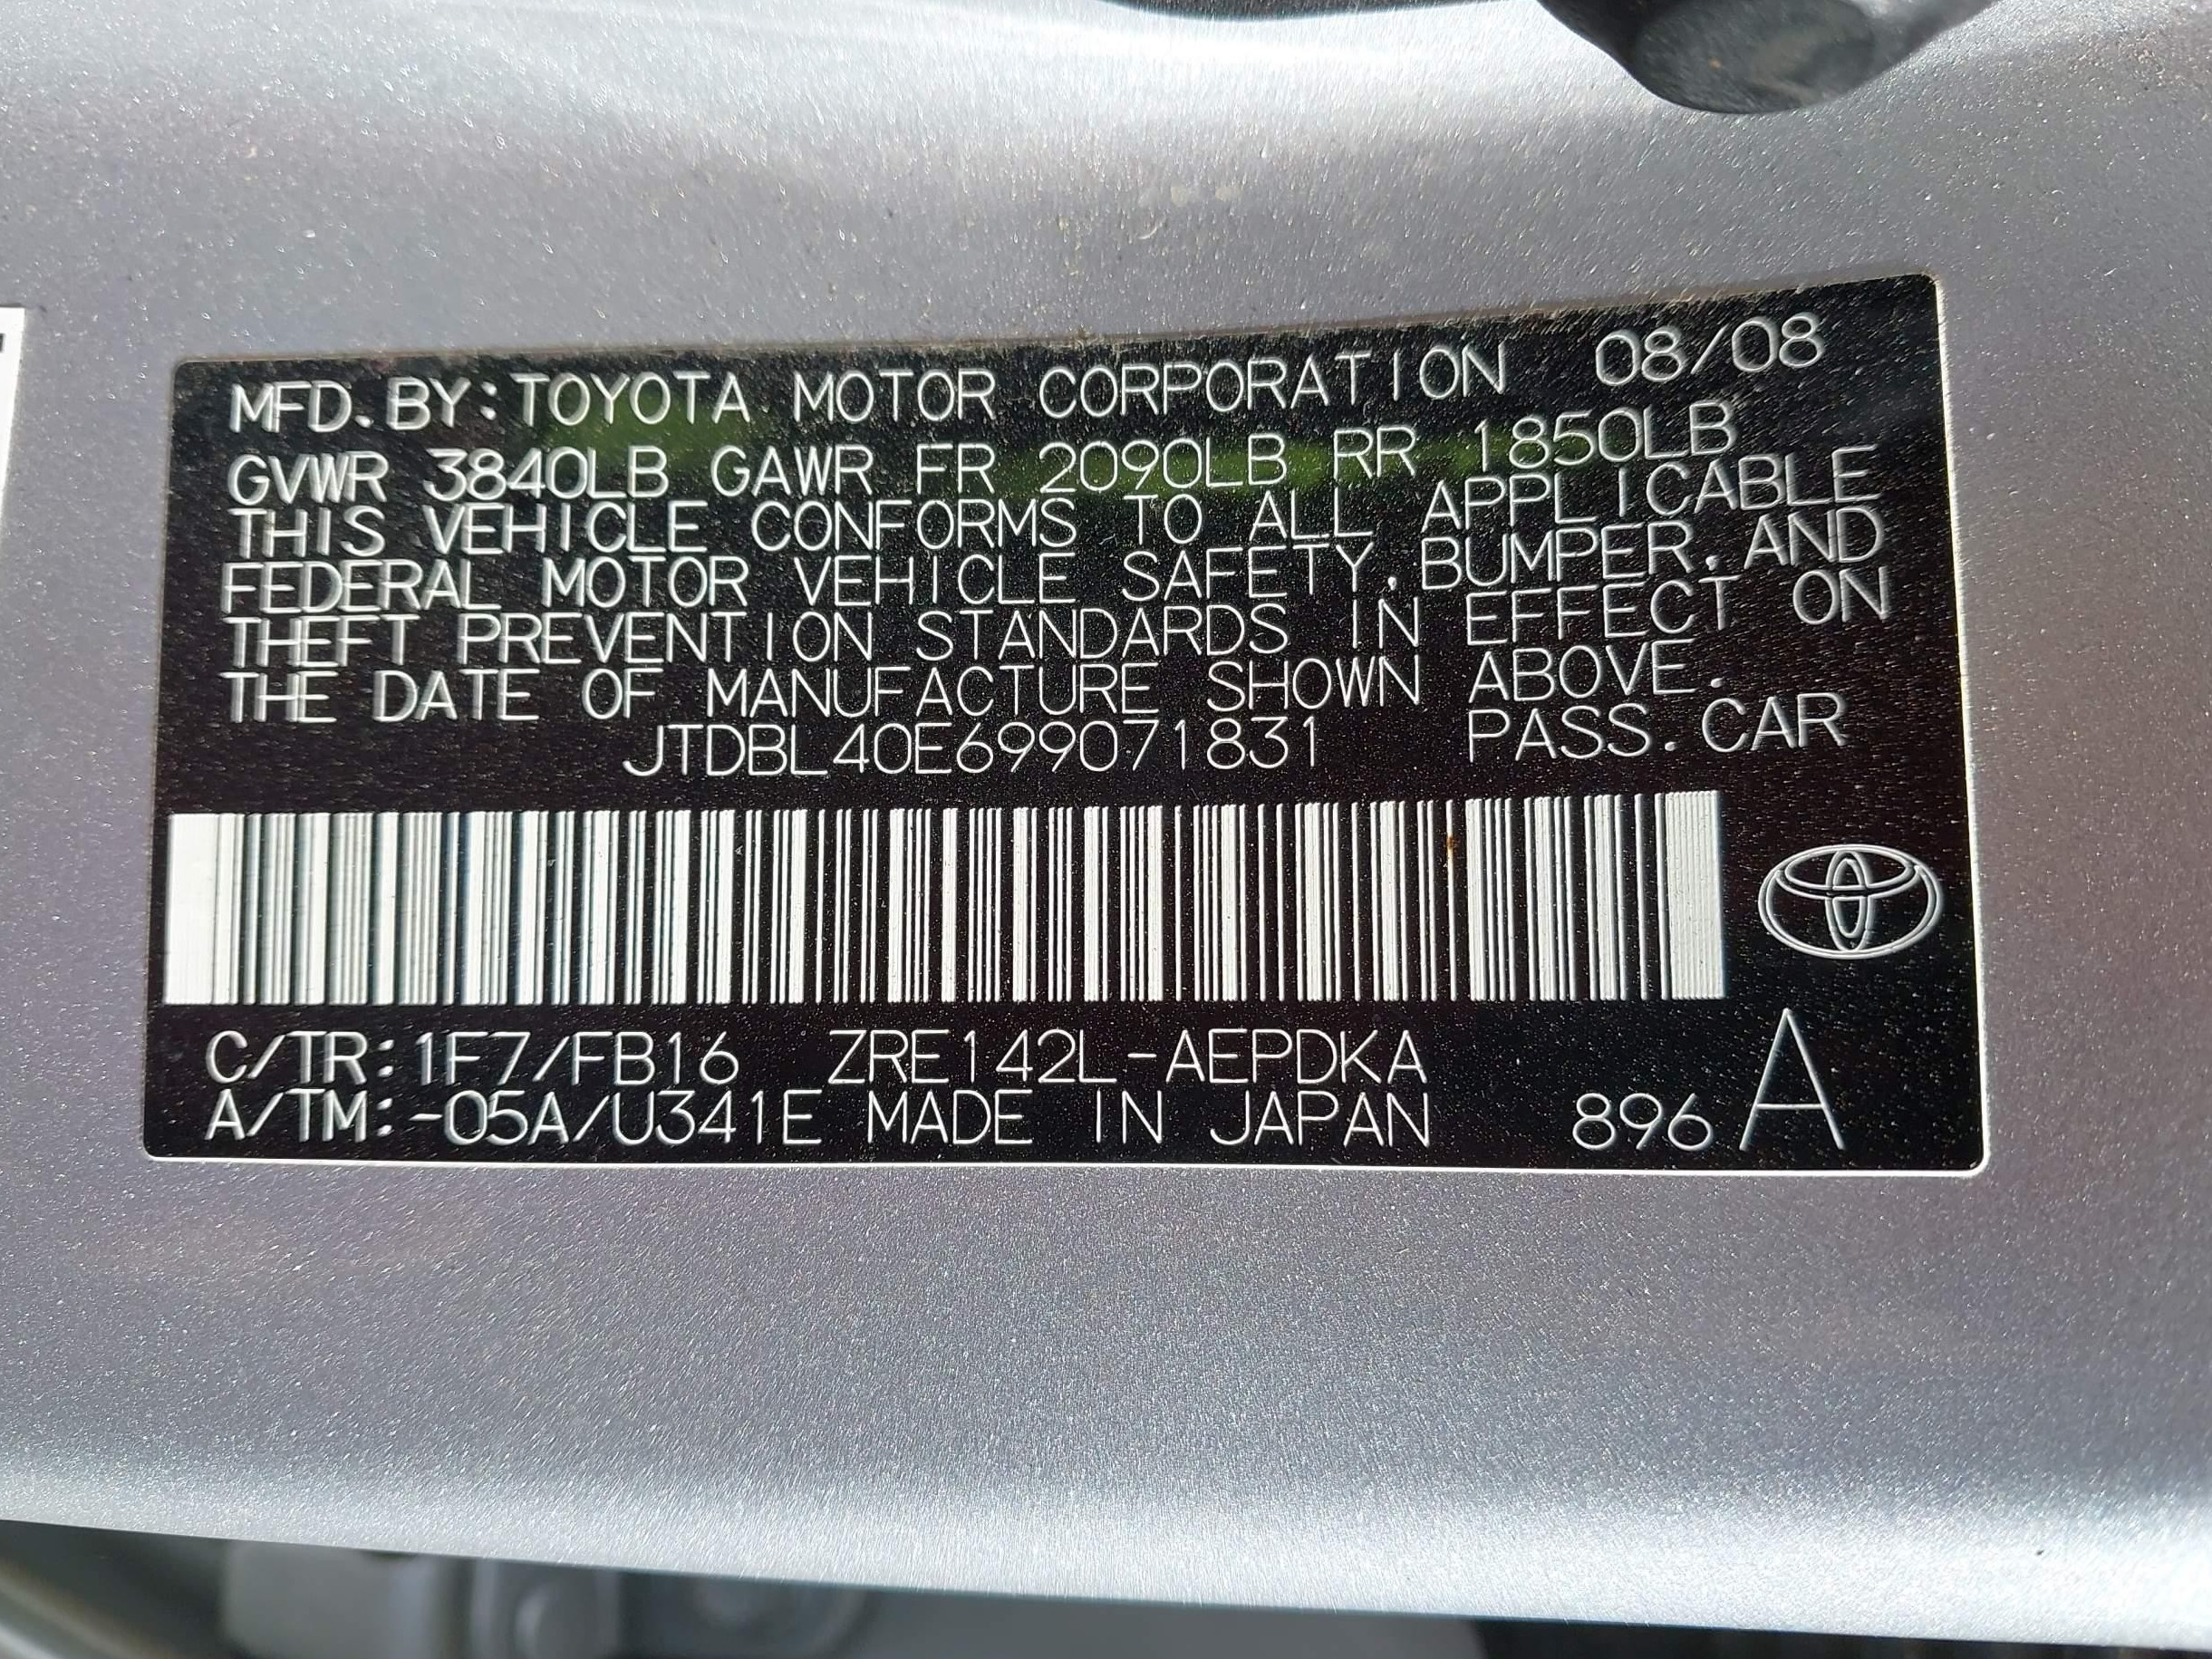 MFD.BY:TOYOTA MOTOR CORPORATION 08/08
GVWR 3840LB GAWR FR 2090LB RR 1850LB
THIS VEHICLE CONFORMS TO ALL APPLICABLE
FEDERAL MOTOR VEHICLE SAFETY,BUMPER,AND
THEFT PREVENTION STANDARDS IN EFFECT ON
THE DATE OF MANUFACTURE SHOWN ABOVE.
JTDBL40E699071831 PASS.CAR
C/TR:1F7/FB16 ZRE142L-AEPDKA
A/TM:-05A/U341E MADE IN JAPAN 896 A